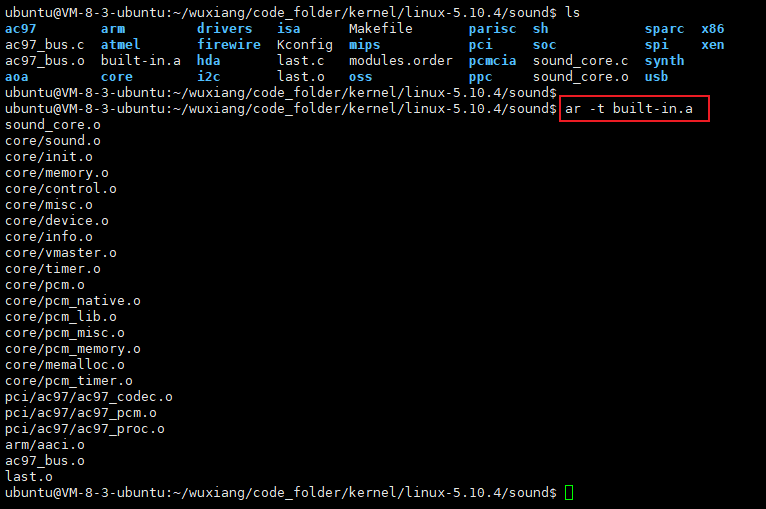 ubuntu@VM-8-3-ubuntu:~/wuxiang/code_folder/kernel/linux-5.10.4/sound$ ls
ac97 arm drivers isa Makefile parisc sh sparc x86
ac97_bus.c atmel firewire Kconfig mips pci soc spi xen
ac97_bus.o built-in.a hda last.c modules.order pcmcia sound_core.c synth
aoa core i2c last.o oss ppc sound_core.o usb
ubuntu@VM-8-3-ubuntu:~/wuxiang/code_folder/kernel/linux-5.10.4/sound$
ubuntu@VM-8-3-ubuntu:~/wuxiang/code_folder/kernel/linux-5.10.4/sound$ ar -t built-in.a
sound_core.o
core/sound.o
core/init.o
core/memory.o
core/control.o
core/misc.o
core/device.o
core/info.o
core/vmaster.o
core/timer.o
core/pcm.o
core/pcm_native.o
core/pcm_lib.o
core/pcm_misc.o
core/pcm_memory.o
core/memalloc.o
core/pcm_timer.o
pci/ac97/ac97_codec.o
pci/ac97/ac97_pcm.o
pci/ac97/ac97_proc.o
arm/aaci.o
ac97_bus.o
last.o
ubuntu@VM-8-3-ubuntu:~/wuxiang/code_folder/kernel/linux-5.10.4/sound$